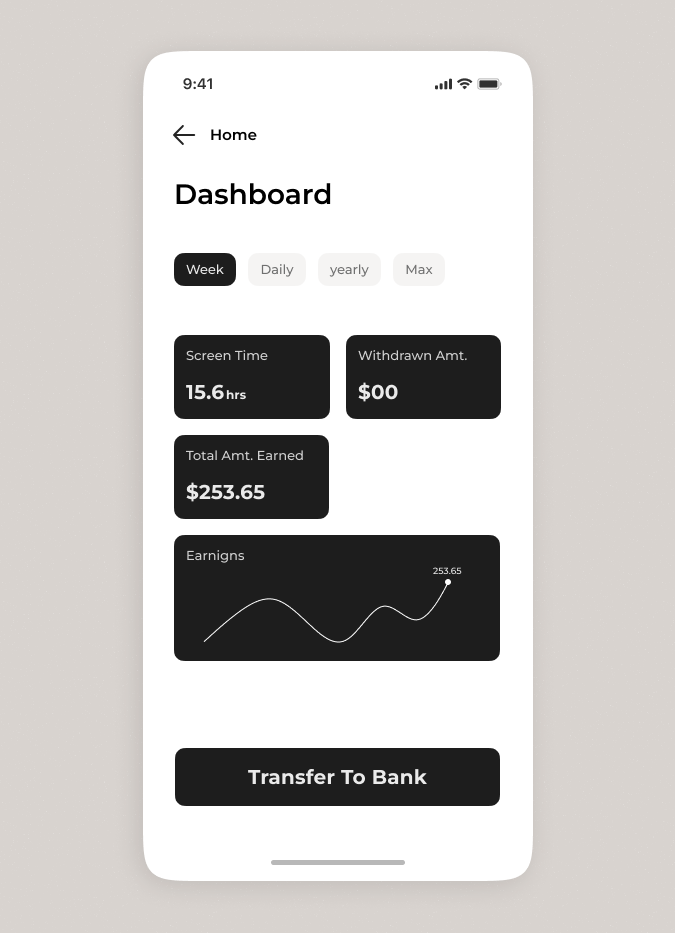 9:41
Home
Dashboard
Week Daily yearly Max
Screen Time Withdrawn Amt.
15.6 hrs $00
Total Amt. Earned
$253.65
Earnigns
253.65
Transfer To Bank